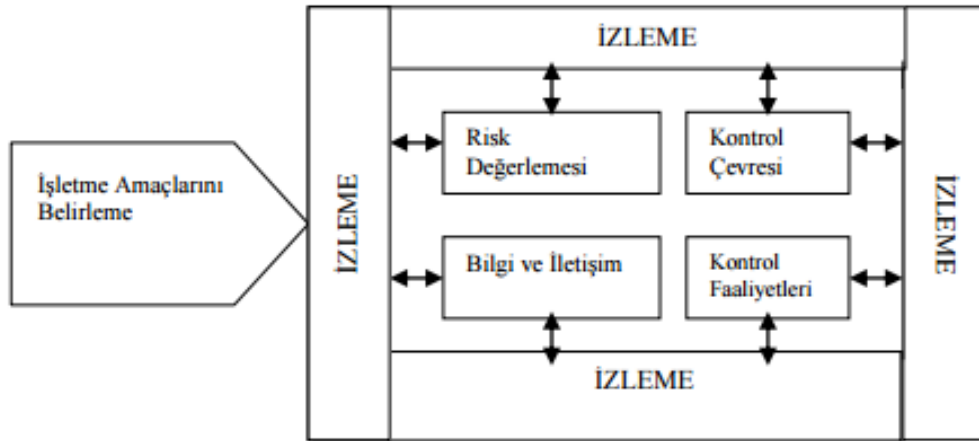 İZLEME
İşletme Amaçlarını
Belirleme
İZLEME
Risk
Değerlemesi
Kontrol
Çevresi
Bilgi ve İletişim
Kontrol
Faaliyetleri
İZLEME
İZLEME